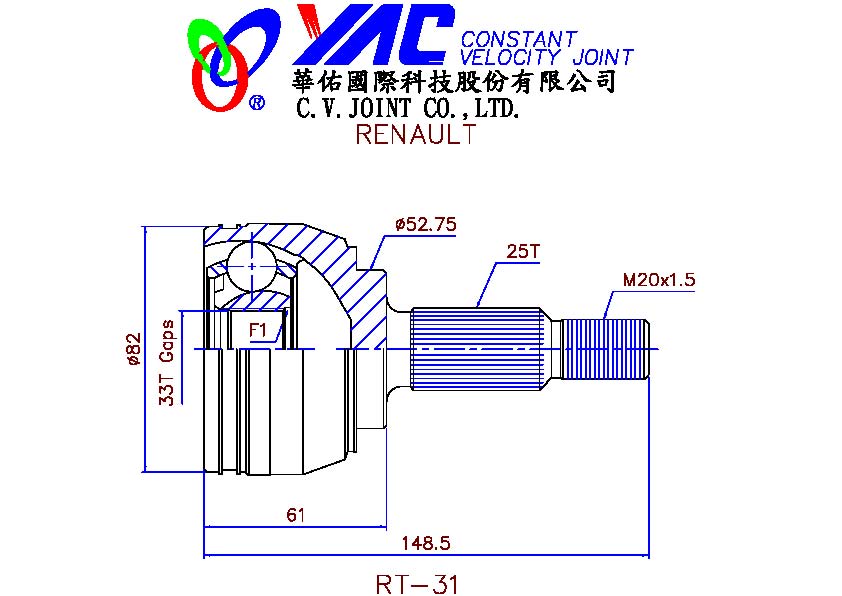 YAC CONSTANT
VELOCITY JOINT
®
華佑國際科技股份有限公司
C.V.JOINT CO.,LTD.
RENAULT
ø52.75
25T
M20x1.5
F1
ø82
33T Gaps
61
148.5
RT-31